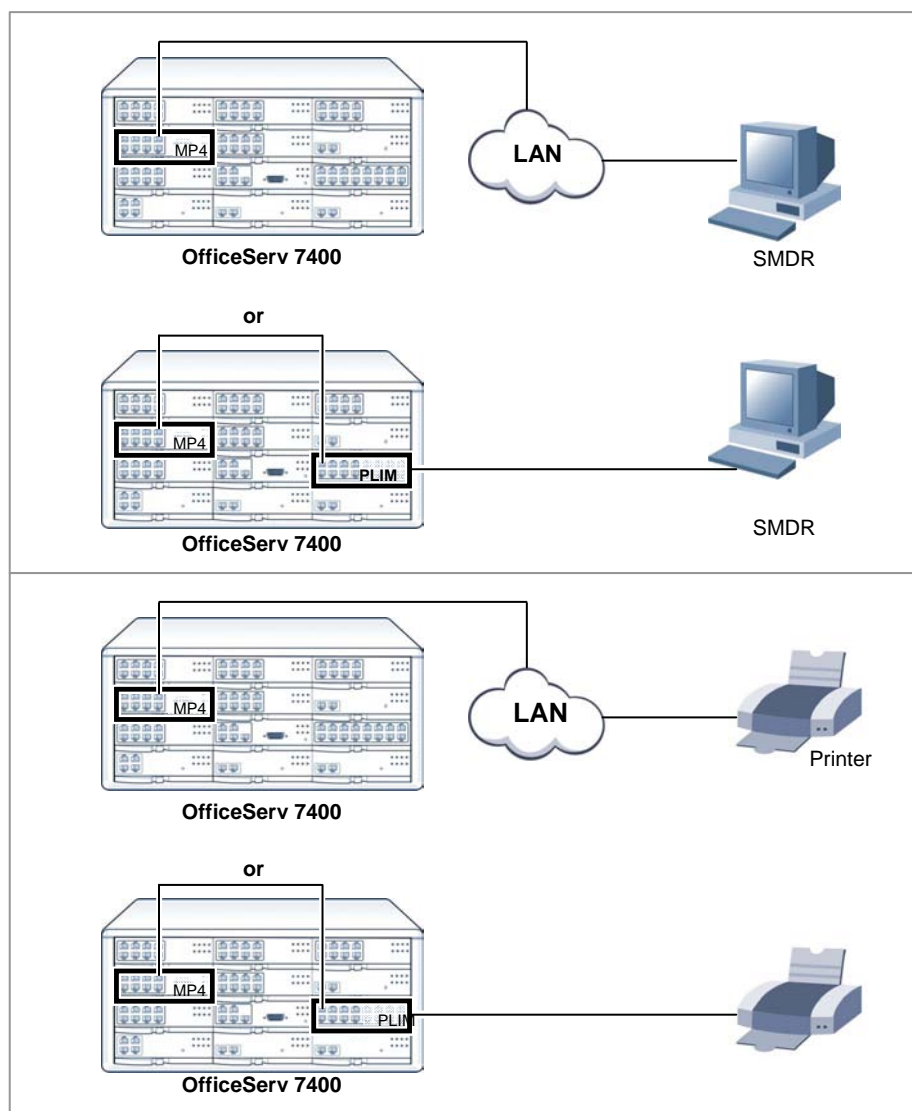 MP4
LAN
OfficeServ 7400
SMDR
or
MP4
PLIM
OfficeServ 7400
SMDR
MP4
LAN
Printer
OfficeServ 7400
or
MP4
PLIM
OfficeServ 7400